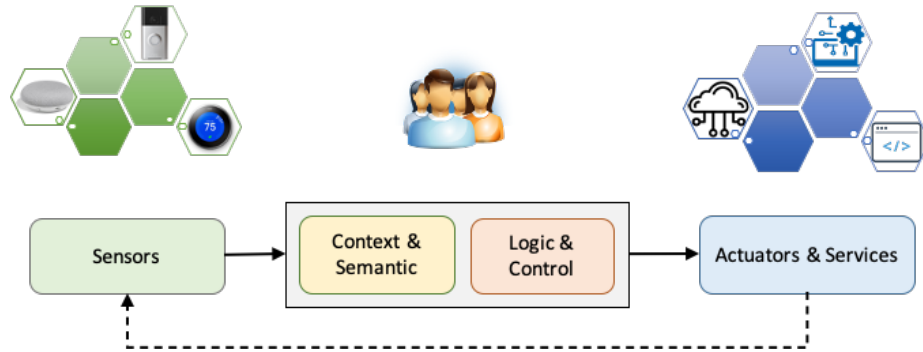 75
</>
Sensors
Context &
Semantic
Logic &
Control
Actuators & Services